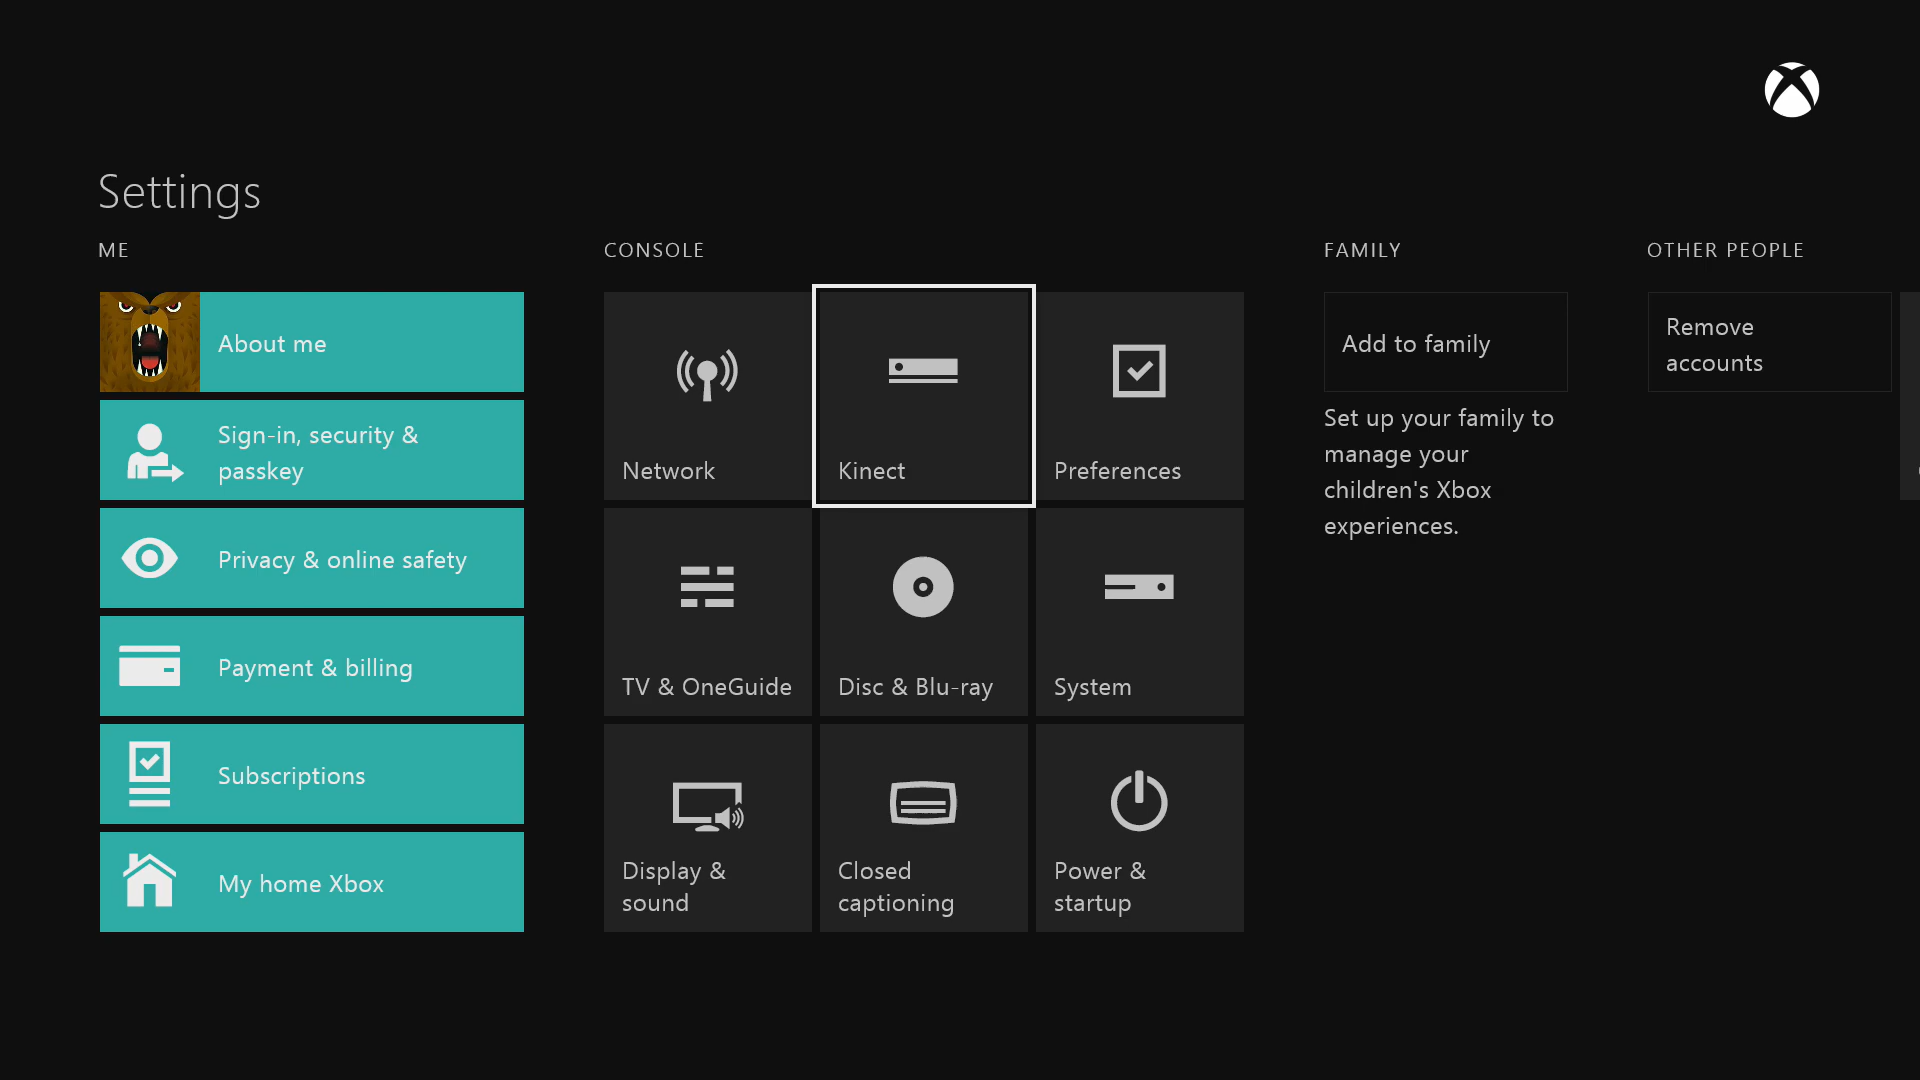 Settings
ME
About me
Sign-in, security &
passkey
Privacy & online safety
Payment & billing
Subscriptions
My home Xbox
CONSOLE
Network
Kinect
Preferences
TV & OneGuide
Disc & Blu-ray
System
Display &
sound
Closed
captioning
Power &
startup
FAMILY
Add to family
Set up your family to
manage your
children's Xbox
experiences.
OTHER PEOPLE
Remove
accounts